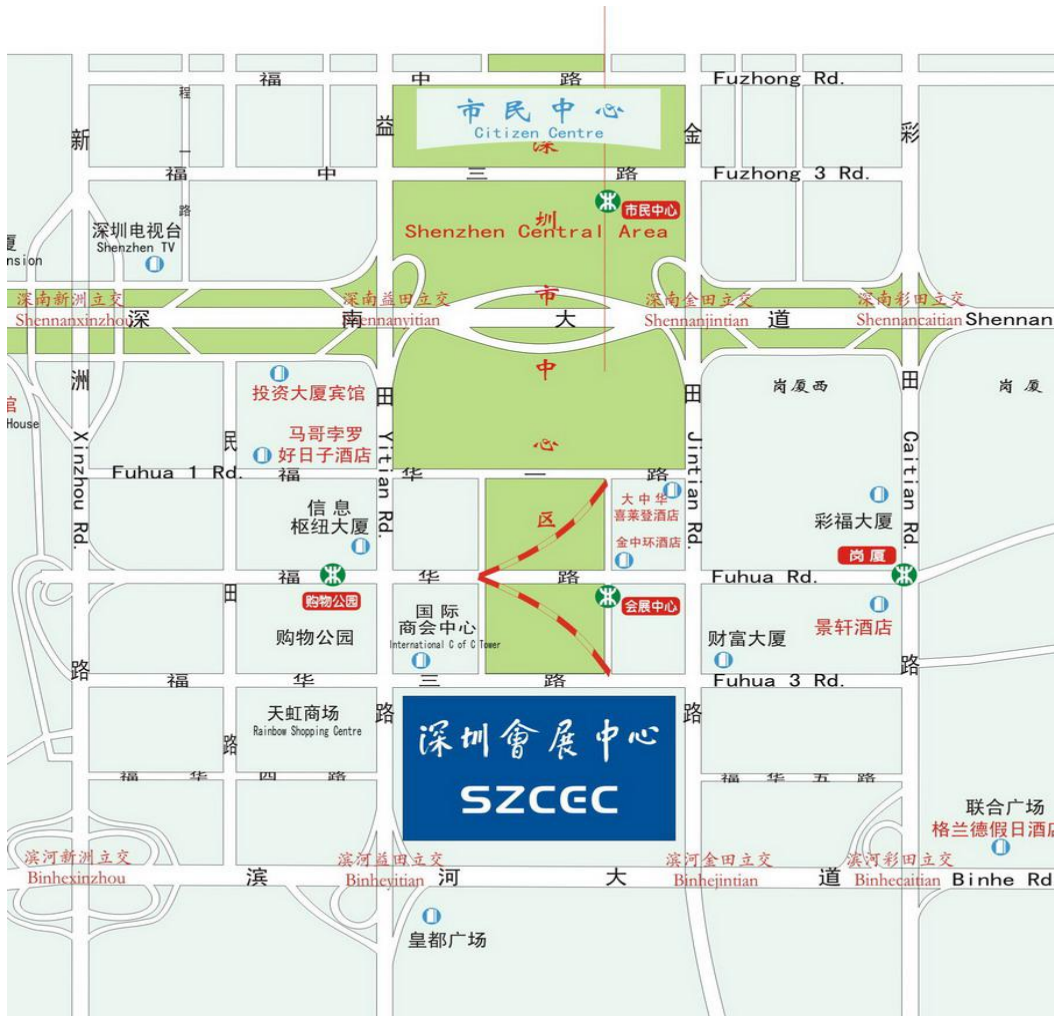 福中路 Fuzhong Rd.
市民中心
Citizen Centre
程一路
新洲路
Xinzhou Rd.
益田路
Yitian Rd.
金田路
Jintian Rd.
彩田路
Caitian Rd.
福中三路 Fuzhong 3 Rd.
深圳市中心区
Shenzhen Central Area
市民中心
深圳电视台
Shenzhen TV
厦
nsion
深南新洲立交
Shennanxinzhou
深南益田立交
Shennanyitian
深南金田立交
Shennanjintian
深南彩田立交
Shennancaitian
深南大道 Shennan
投资大厦宾馆
岗厦西
岗厦
馆
House
马哥孛罗
好日子酒店
民田路
Fuhua 1 Rd. 福华一路
信息
枢纽大厦
大中华
喜莱登酒店
金中环酒店
彩福大厦
岗厦
福华路 Fuhua Rd.
购物公园
购物公园
国际
商会中心
International C of C Tower
会展中心
财富大厦
景轩酒店
福华三路 Fuhua 3 Rd.
天虹商场
Rainbow Shopping Centre
深圳會展中心
SZCEC
福华四路
福华五路
联合广场
格兰德假日酒店
滨河新洲立交
Binhexinzhou
滨河益田立交
Binheyitian
滨河金田立交
Binhejintian
滨河彩田立交
Binhecaitian
滨河大道 Binhe Rd
皇都广场